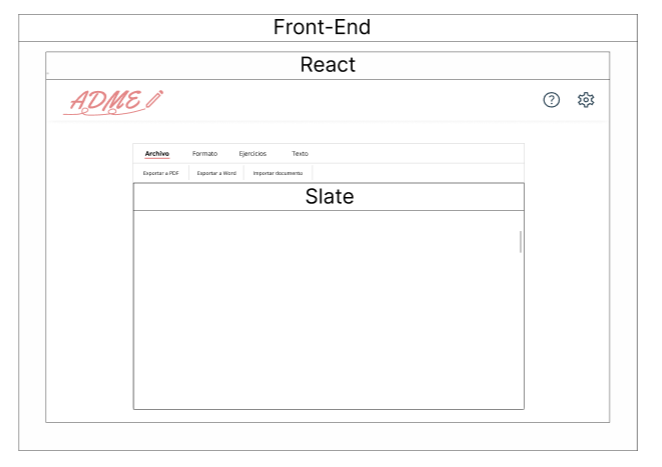 Front-End
React
ADME
Archivo Formato Ejercicios Texto
Exportar a PDF Exportar a Word Importar documento
Slate